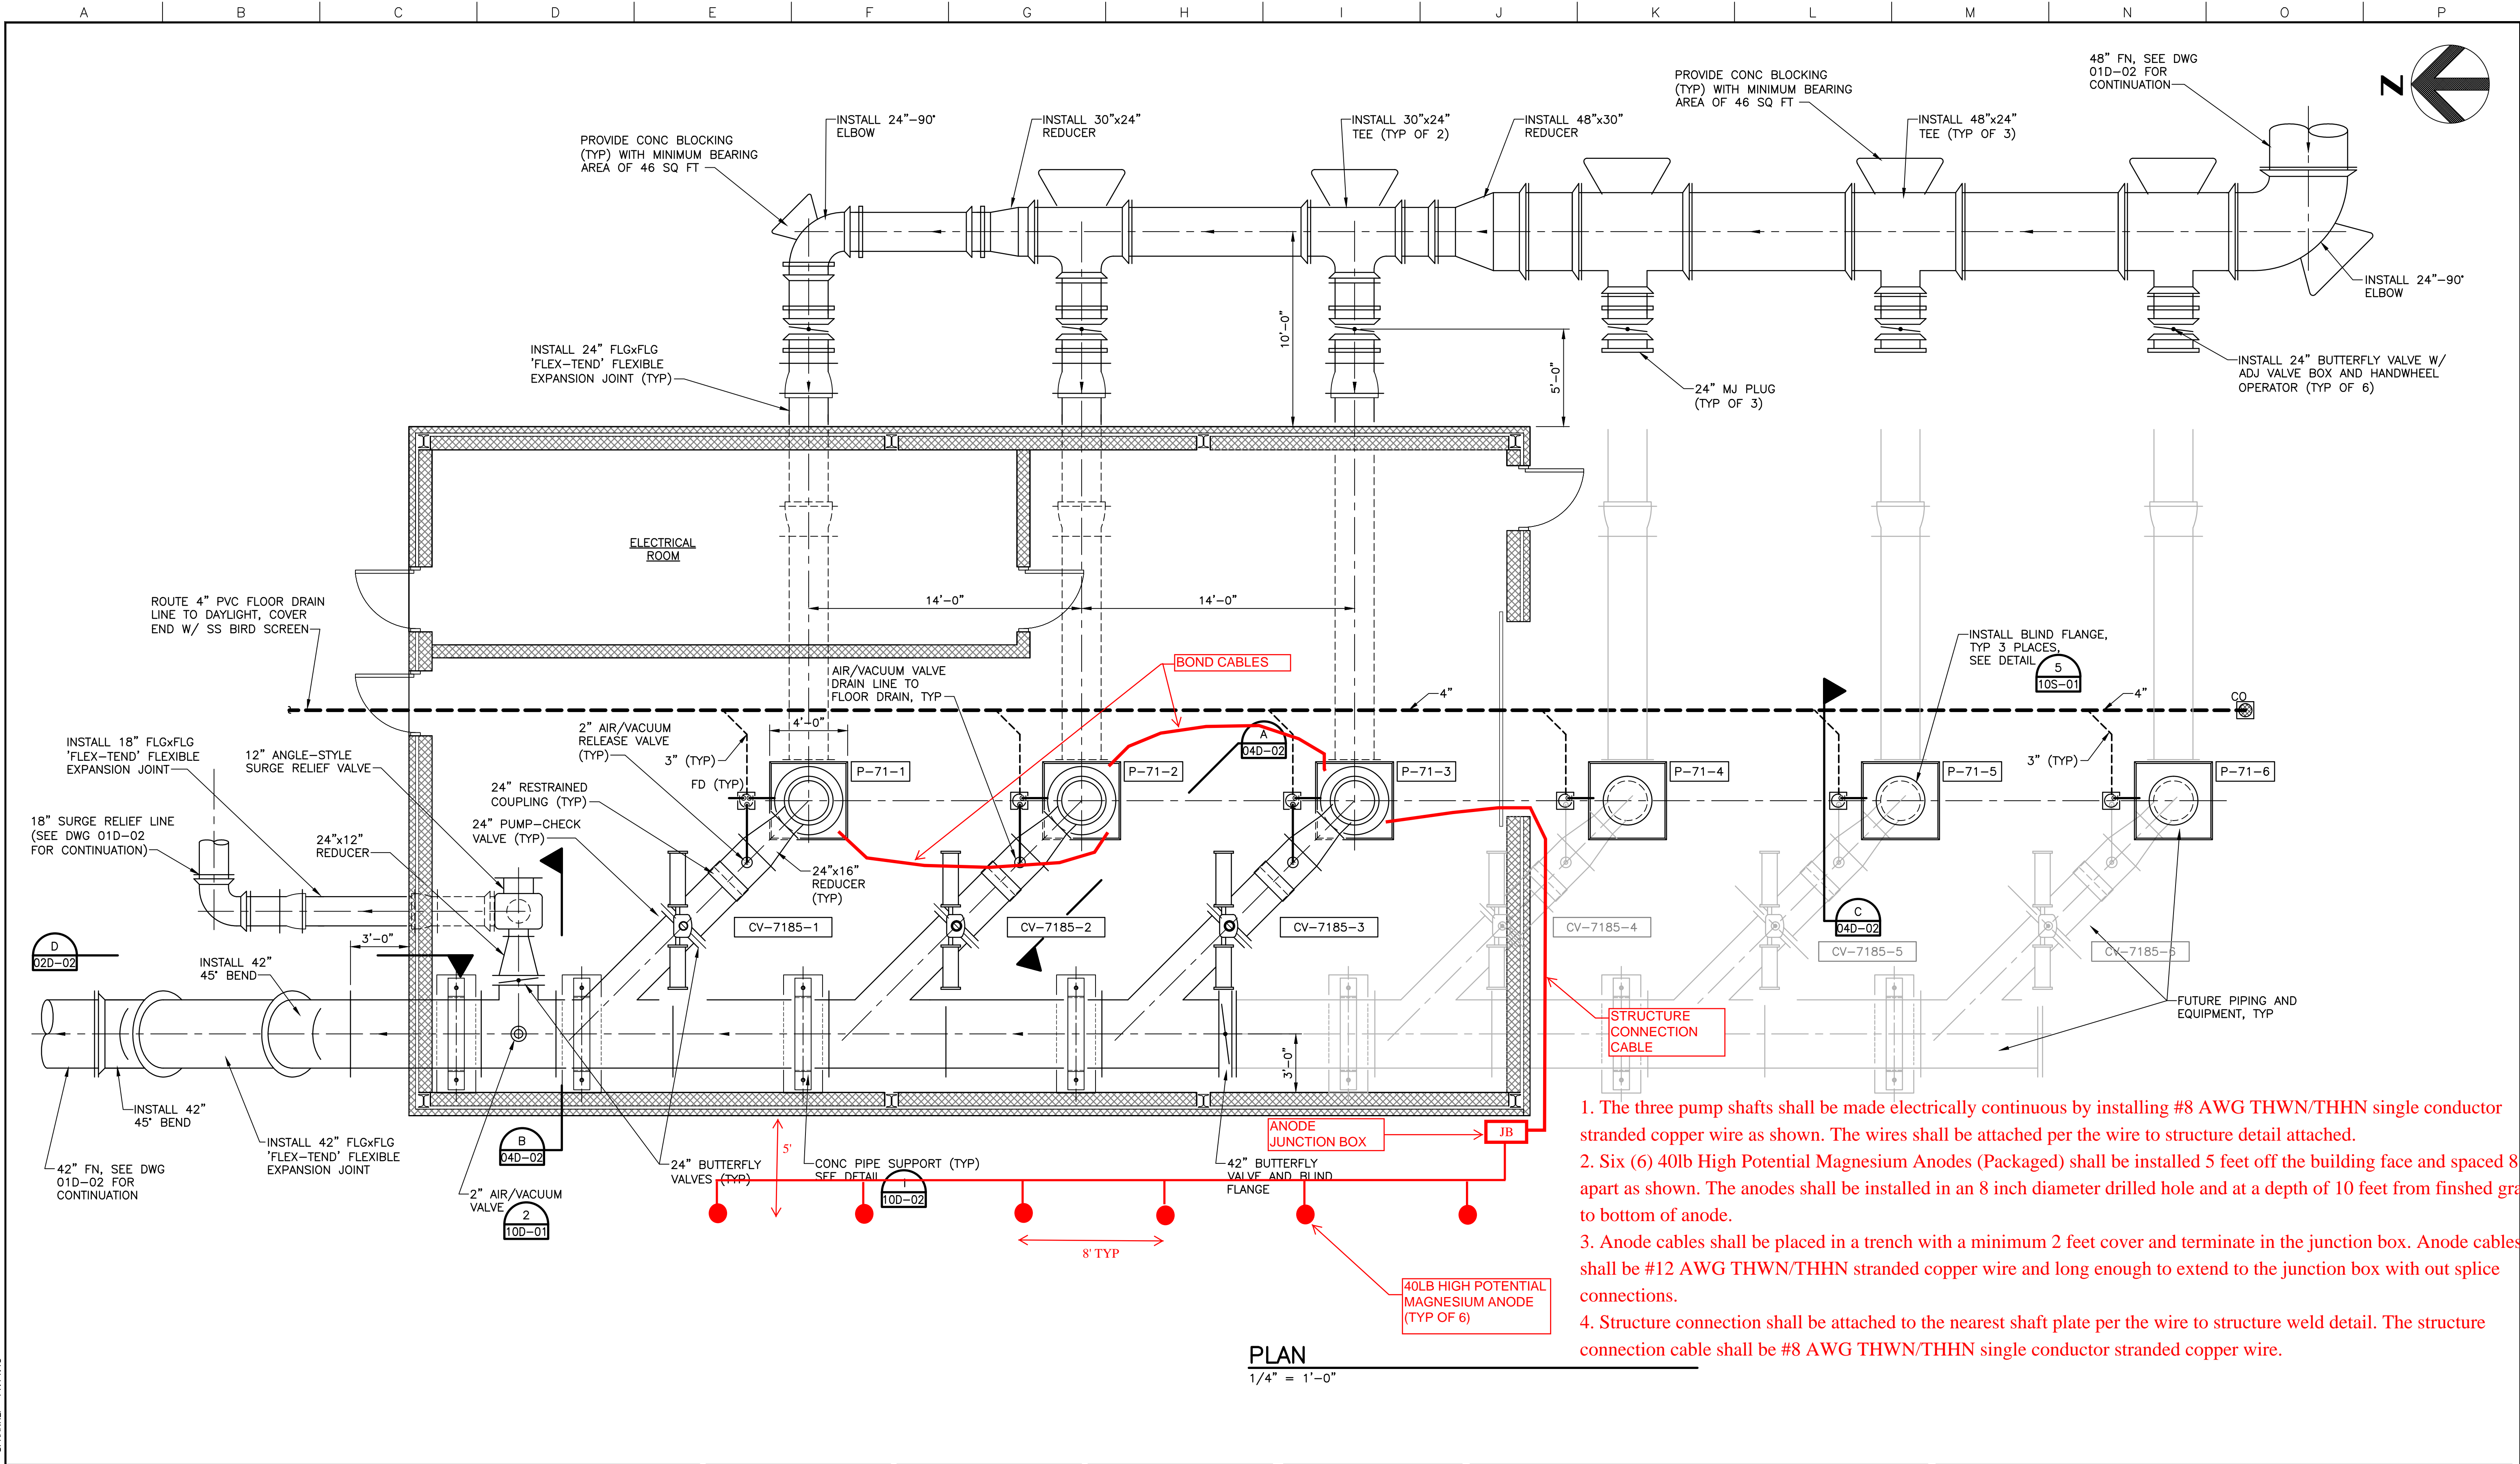 A B C D E F G H I J K L M N O P
48" FN, SEE DWG
01D-02 FOR
CONTINUATION
N
PROVIDE CONC BLOCKING
(TYP) WITH MINIMUM BEARING
AREA OF 46 SQ FT
INSTALL 24"-90°
ELBOW
INSTALL 30"x24"
REDUCER
INSTALL 30"x24"
TEE (TYP OF 2)
INSTALL 48"x30"
REDUCER
PROVIDE CONC BLOCKING
(TYP) WITH MINIMUM BEARING
AREA OF 46 SQ FT
INSTALL 48"x24"
TEE (TYP OF 3)
INSTALL 24"-90°
ELBOW
INSTALL 24" FLGxFLG
'FLEX-TEND' FLEXIBLE
EXPANSION JOINT (TYP)
10'-0"
5'-0"
24" MJ PLUG
(TYP OF 3)
INSTALL 24" BUTTERFLY VALVE W/
ADJ VALVE BOX AND HANDWHEEL
OPERATOR (TYP OF 6)
ELECTRICAL
ROOM
14'-0"
14'-0"
ROUTE 4" PVC FLOOR DRAIN
LINE TO DAYLIGHT, COVER
END W/ SS BIRD SCREEN
BOND CABLES
AIR/VACUUM VALVE
DRAIN LINE TO
FLOOR DRAIN, TYP
INSTALL BLIND FLANGE,
TYP 3 PLACES,
SEE DETAIL
5
10S-01
4"
4"
CO
INSTALL 18" FLGxFLG
'FLEX-TEND' FLEXIBLE
EXPANSION JOINT
12" ANGLE-STYLE
SURGE RELIEF VALVE
2" AIR/VACUUM
RELEASE VALVE
(TYP)
4'-0"
3" (TYP)
FD (TYP)
A
04D-02
3" (TYP)
P-71-1
P-71-2
P-71-3
P-71-4
P-71-5
P-71-6
24" RESTRAINED
COUPLING (TYP)
24" PUMP-CHECK
VALVE (TYP)
18" SURGE RELIEF LINE
(SEE DWG 01D-02
FOR CONTINUATION)
24"x12"
REDUCER
24"x16"
REDUCER
(TYP)
CV-7185-1
CV-7185-2
CV-7185-3
CV-7185-4
CV-7185-5
CV-7185-6
C
04D-02
D
02D-02
3'-0"
INSTALL 42"
45° BEND
STRUCTURE
CONNECTION
CABLE
FUTURE PIPING AND
EQUIPMENT, TYP
3'-0"
INSTALL 42"
45° BEND
INSTALL 42" FLGxFLG
'FLEX-TEND' FLEXIBLE
EXPANSION JOINT
42" FN, SEE DWG
01D-02 FOR
CONTINUATION
B
04D-02
2" AIR/VACUUM
VALVE
2
10D-01
24" BUTTERFLY
VALVES (TYP)
5'
CONC PIPE SUPPORT (TYP)
SEE DETAIL
1
10D-02
42" BUTTERFLY
VALVE AND BLIND
FLANGE
ANODE
JUNCTION BOX
JB
8' TYP
40LB HIGH POTENTIAL
MAGNESIUM ANODE
(TYP OF 6)
1. The three pump shafts shall be made electrically continuous by installing #8 AWG THWN/THHN single conductor
stranded copper wire as shown. The wires shall be attached per the wire to structure detail attached.
2. Six (6) 40lb High Potential Magnesium Anodes (Packaged) shall be installed 5 feet off the building face and spaced 8
apart as shown. The anodes shall be installed in an 8 inch diameter drilled hole and at a depth of 10 feet from finshed gra
to bottom of anode.
3. Anode cables shall be placed in a trench with a minimum 2 feet cover and terminate in the junction box. Anode cables
shall be #12 AWG THWN/THHN stranded copper wire and long enough to extend to the junction box with out splice
connections.
4. Structure connection shall be attached to the nearest shaft plate per the wire to structure weld detail. The structure
connection cable shall be #8 AWG THWN/THHN single conductor stranded copper wire.
PLAN
1/4" = 1'-0"